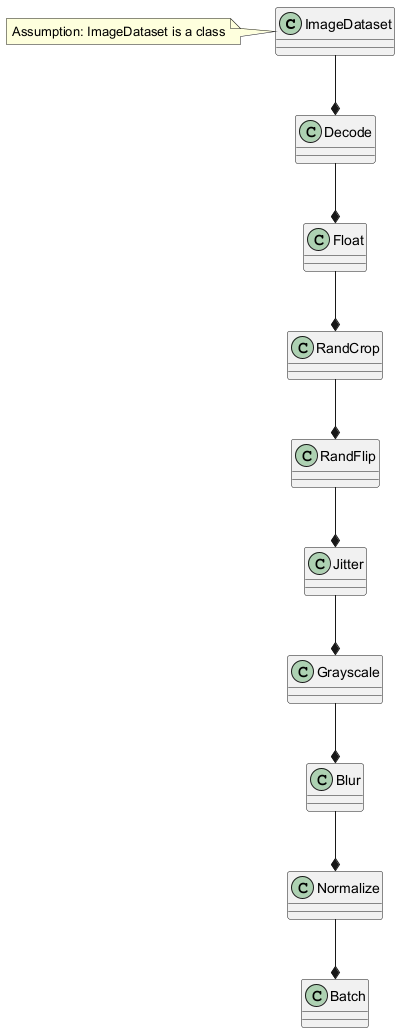 Assumption: ImageDataset is a class
C ImageDataset
C Decode
C Float
C RandCrop
C RandFlip
C Jitter
C Grayscale
C Blur
C Normalize
C Batch